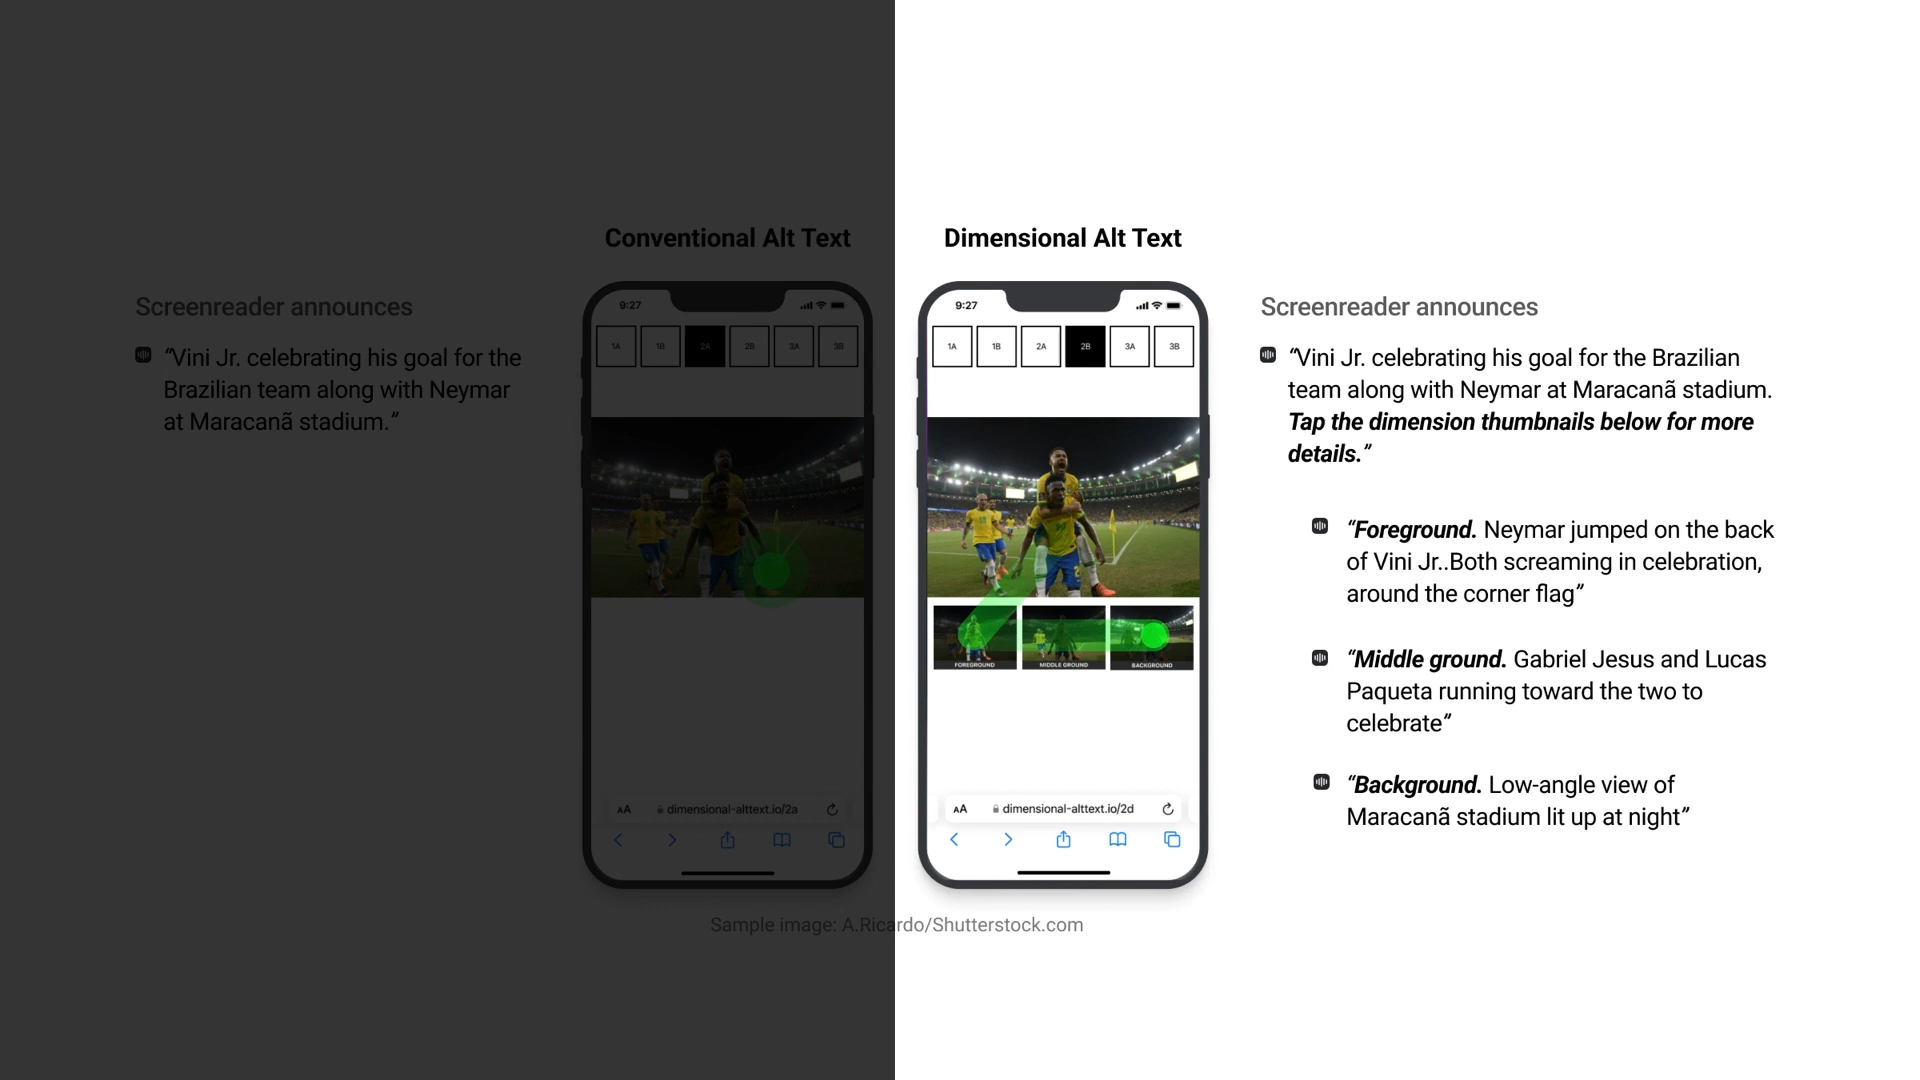 Conventional Alt Text
Screenreader announces
“Vini Jr. celebrating his goal for the
Brazilian team along with Neymar
at Maracanã stadium.”
9:27
1A 1B 2A 2B 3A 3B
AA dimensional-alttext.io/2a
Dimensional Alt Text
9:27
1A 1B 2A 2B 3A 3B
FOREGROUND MIDDLE GROUND BACKGROUND
AA dimensional-alttext.io/2d
Screenreader announces
“Vini Jr. celebrating his goal for the Brazilian
team along with Neymar at Maracanã stadium.
Tap the dimension thumbnails below for more
details.”
“Foreground. Neymar jumped on the back
of Vini Jr..Both screaming in celebration,
around the corner flag”
“Middle ground. Gabriel Jesus and Lucas
Paqueta running toward the two to
celebrate”
“Background. Low-angle view of
Maracanã stadium lit up at night”
Sample image: A.Ricardo/Shutterstock.com